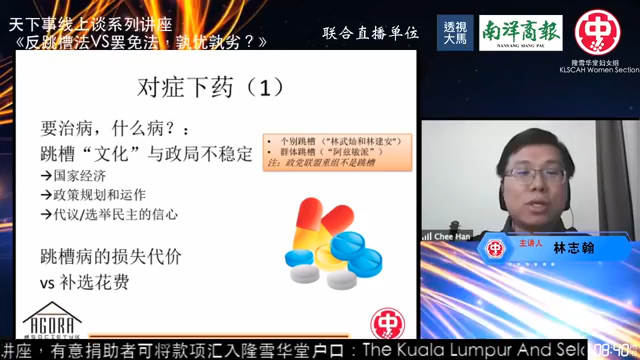 天下事线上谈系列讲座
《反跳槽法VS罢免法，孰优孰劣？》
联合直播单位
透視
大馬
南洋商報
NANYANG SIANG PAU
隆雪华堂妇女组
KLSCAH Women Section
对症下药（1）
要治病，什么病？：
跳槽“文化”与政局不稳定
→国家经济
→政策规划和运作
→代议/选举民主的信心
跳槽病的损失代价
vs 补选花费
• 个别跳槽（“林武灿和林建安”）
• 群体跳槽（“阿兹敏派”）
注：政党联盟重组不是跳槽
AGORA
Chee Han
主讲人
林志翰
讲座，有意捐助者可将款项汇入隆雪华堂户口：The Kuala Lumpur And Sela